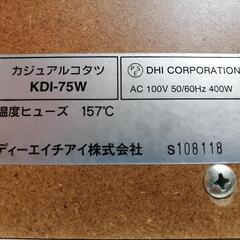 カジュアルコタツ
KDI-75W
PSE DHI CORPORATION
AC 100V 50/60Hz 400W
温度ヒューズ 157℃
ディーエイチアイ株式会社 S108118